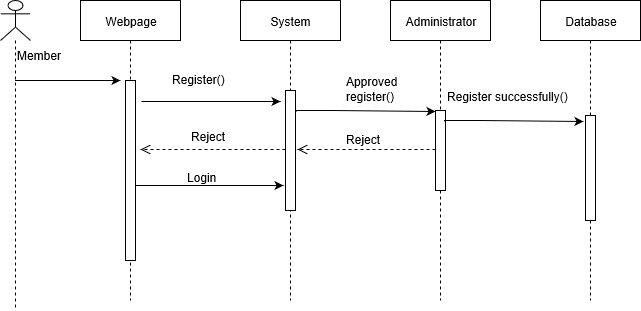 Webpage
System
Administrator
Database
Member
Register()
Approved
register()
Register successfully()
Reject
Reject
Login